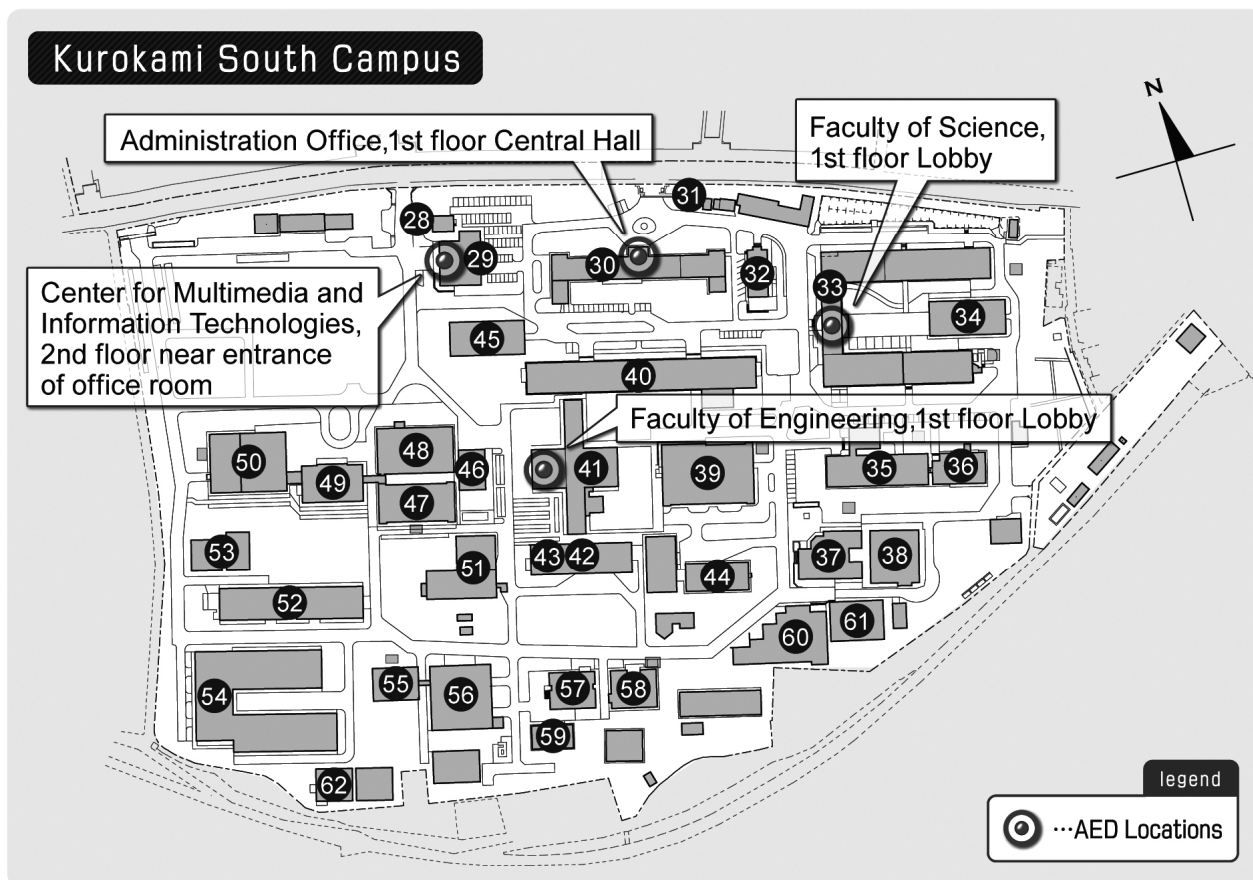 Kurokami South Campus
N
Administration Office,1st floor Central Hall
Faculty of Science,
1st floor Lobby
Center for Multimedia and
Information Technologies,
2nd floor near entrance
of office room
Faculty of Engineering,1st floor Lobby
28
29
30
31
32
33
34
45
40
50
49
48
47
46
41
39
35
36
53
52
51
43
42
44
37
38
54
55
56
57
58
59
60
61
62
legend
···AED Locations